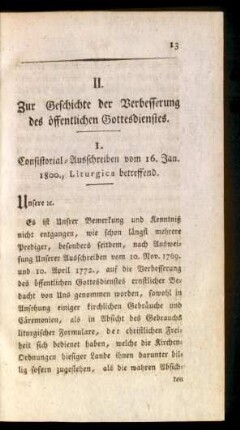 13
II.
Zur Geschichte der Verbesserung
des öffentlichen Gottesdienstes.
1.
Consistorial-Ausschreiben vom 16. Jan.
1800., Liturgica betreffend.
Unsere ꝛc.
Es ist Unsrer Bemerkung und Kenntniß
nicht entgangen, wie schon längst mehrere
Prediger, besonders seitdem, nach Anwei-
sung Unserer Ausschreiben vom 10. Nov. 1769.
und 10. April 1772., auf die Verbesserung
des öffentlichen Gottesdienstes ernstlicher Be-
dacht von Uns genommen worden, sowohl in
Ansehung einiger kirchlichen Gebräuche und
Cäremonien, als in Absicht des Gebrauchs
liturgischer Formulare, der christlichen Frei-
heit sich bedienet haben, welche die Kirchen-
Ordnungen hiesiger Lande ihnen darunter bil-
lig sofern zugestehen, als die wahren Absich-
ten